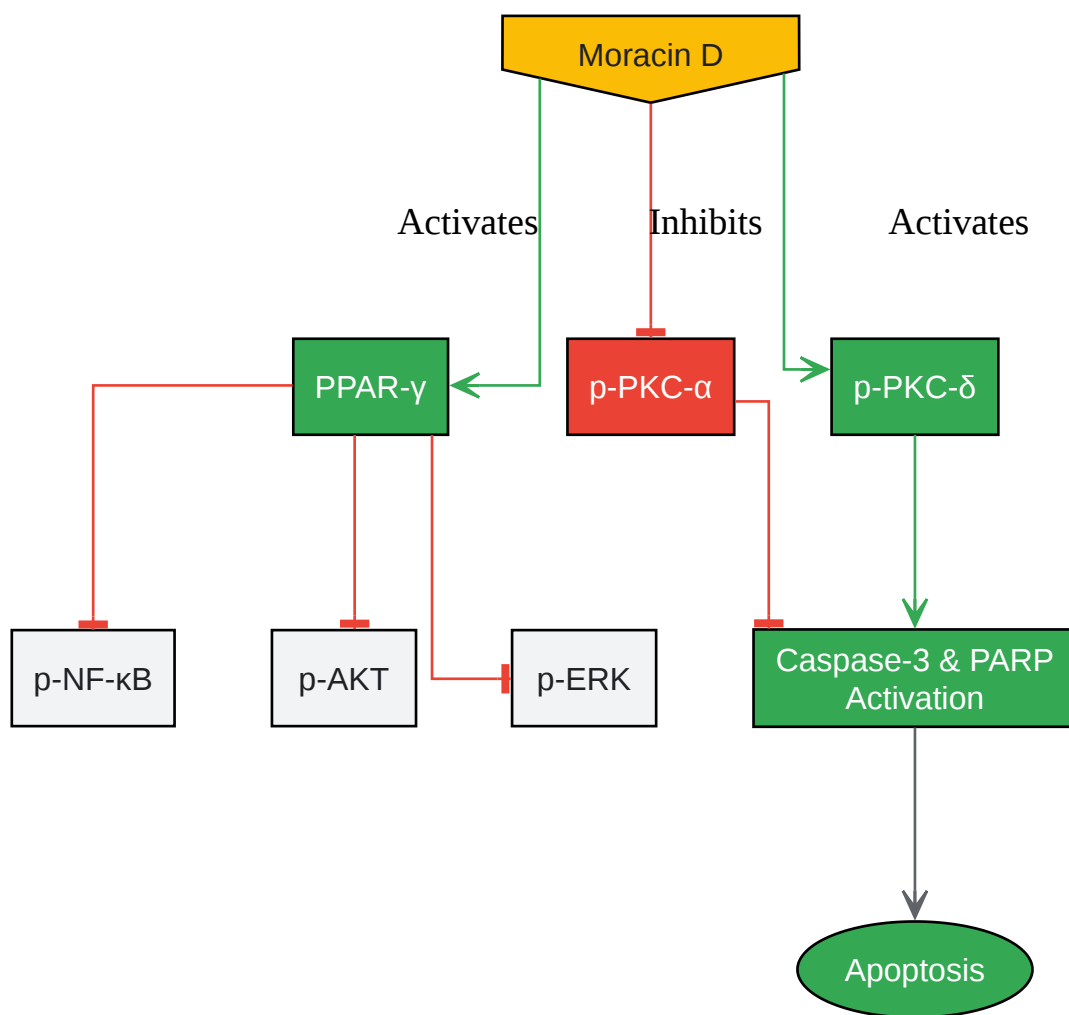 Moracin D
Activates
Inhibits
Activates
PPAR-γ
p-PKC-α
p-PKC-δ
p-NF-κB
p-AKT
p-ERK
Caspase-3 & PARP
Activation
Apoptosis